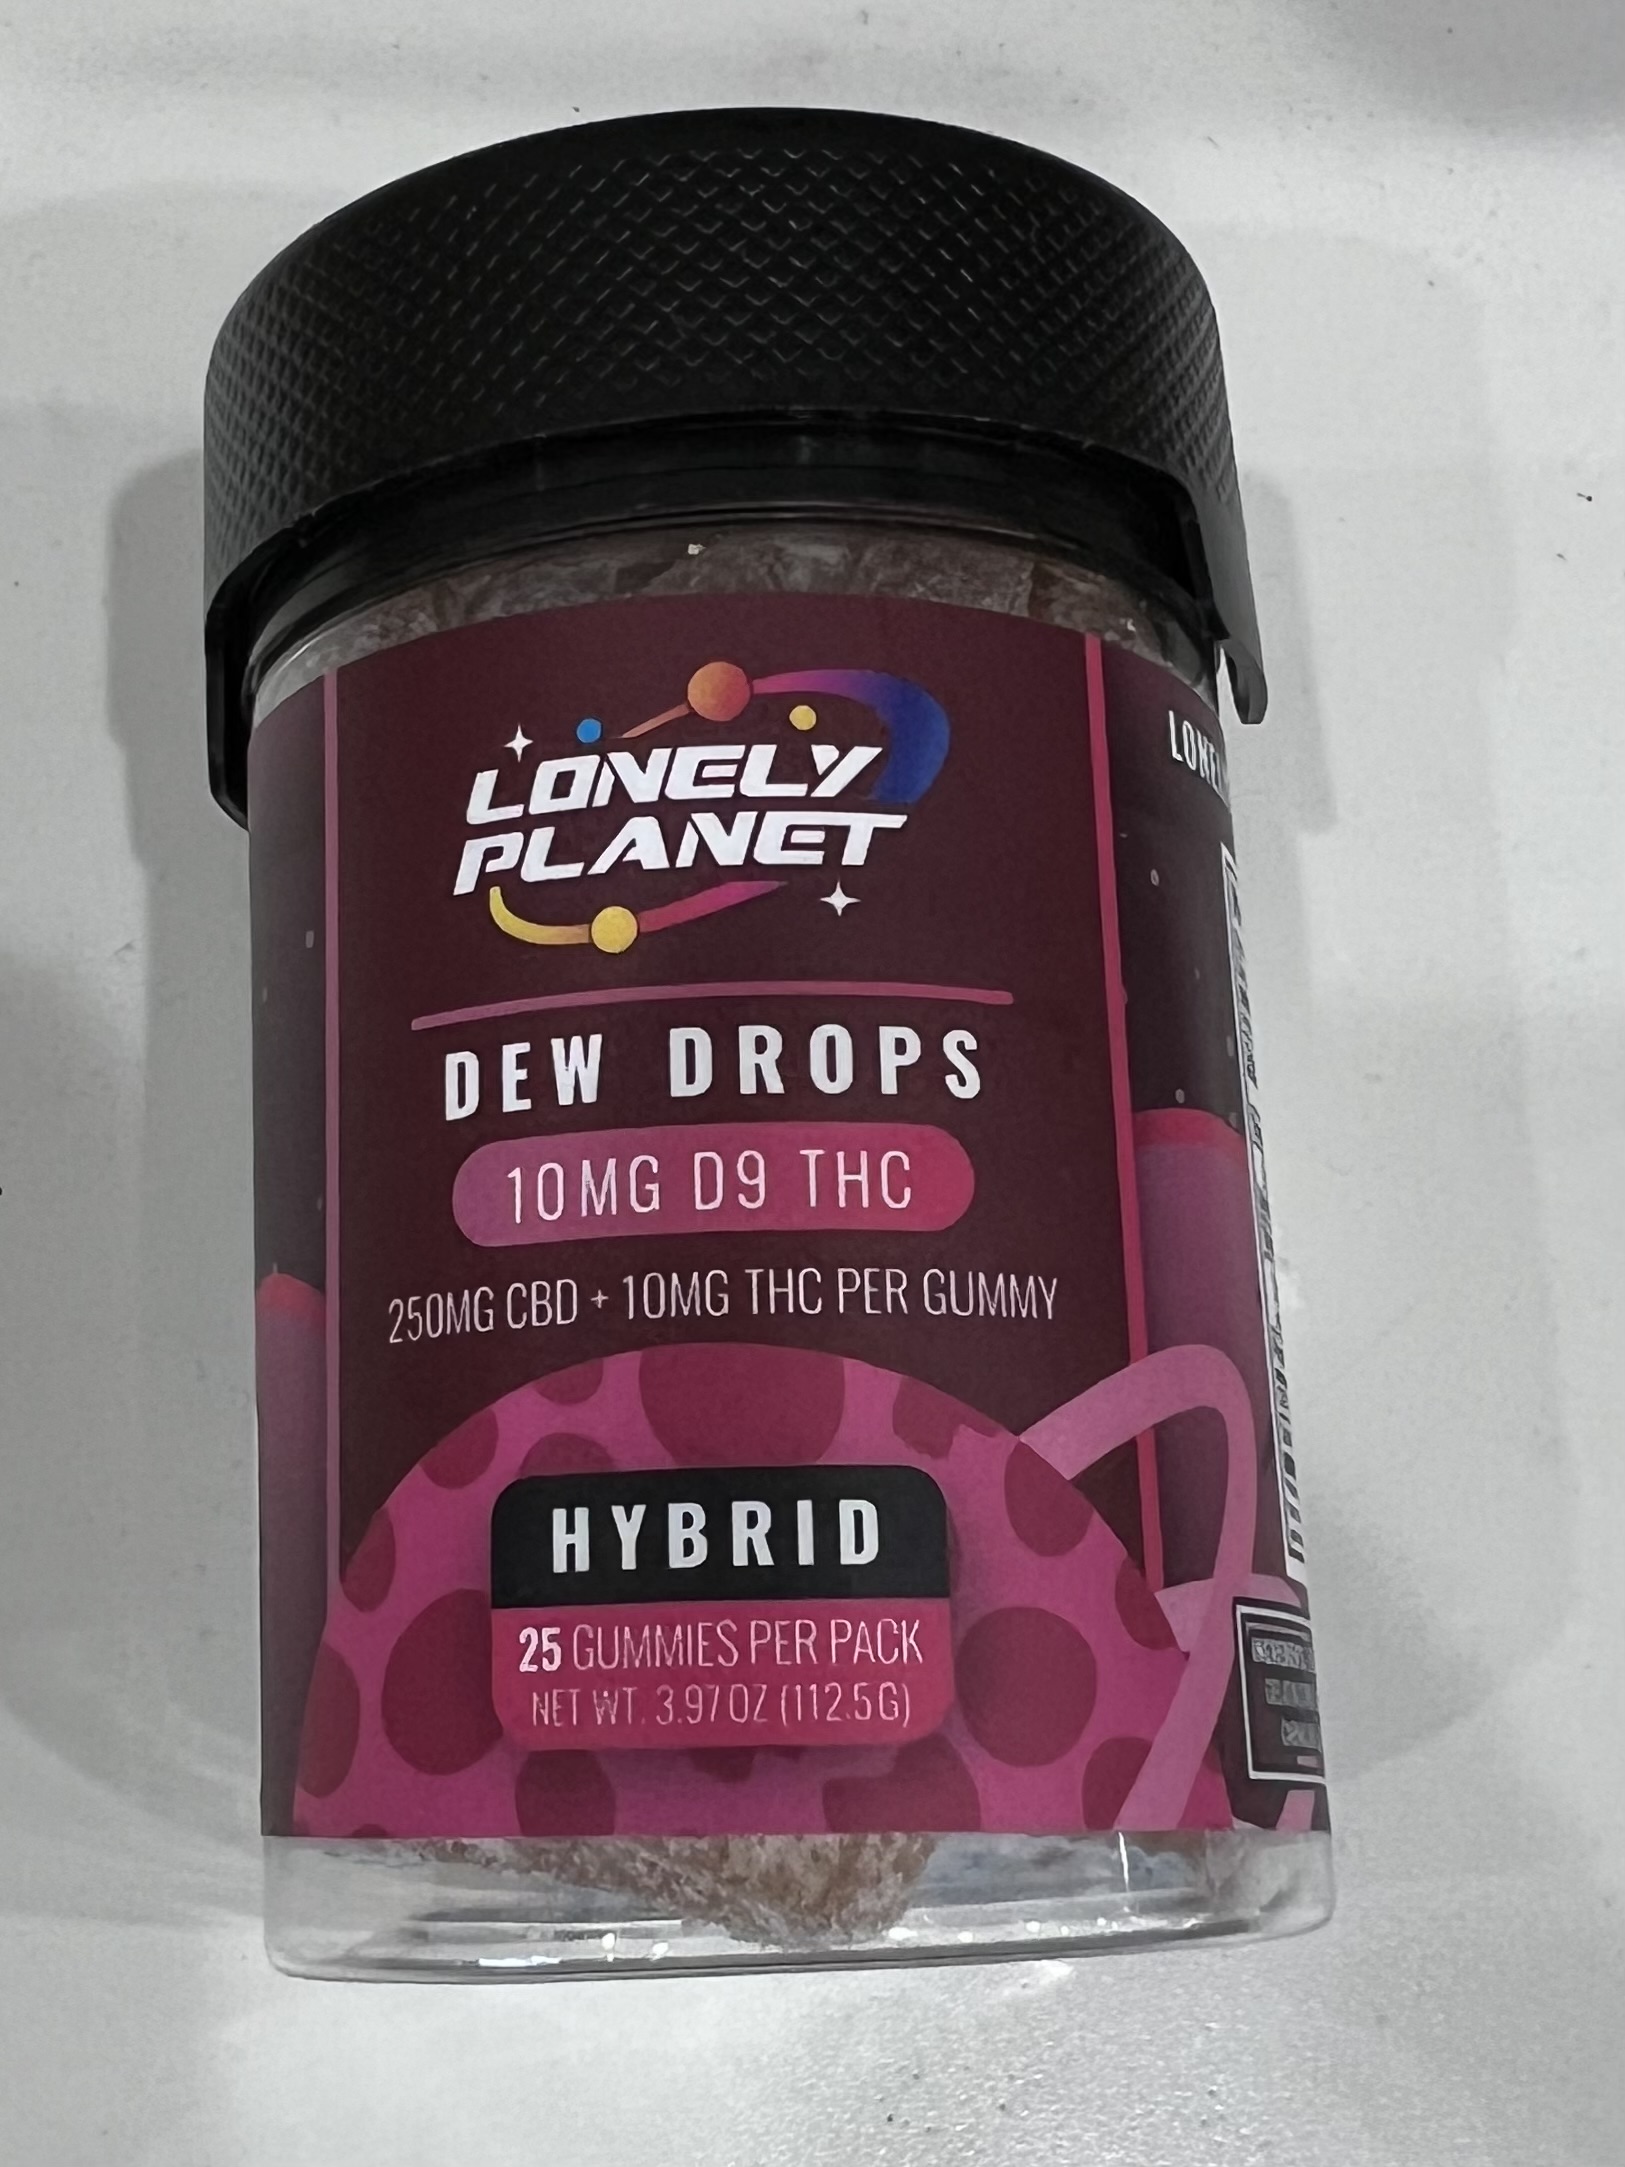 LONELY
PLANET
DEW DROPS
10MG D9 THC
250MG CBD + 10MG THC PER GUMMY
HYBRID
25 GUMMIES PER PACK
NET WT. 3.97 OZ (112.5G)